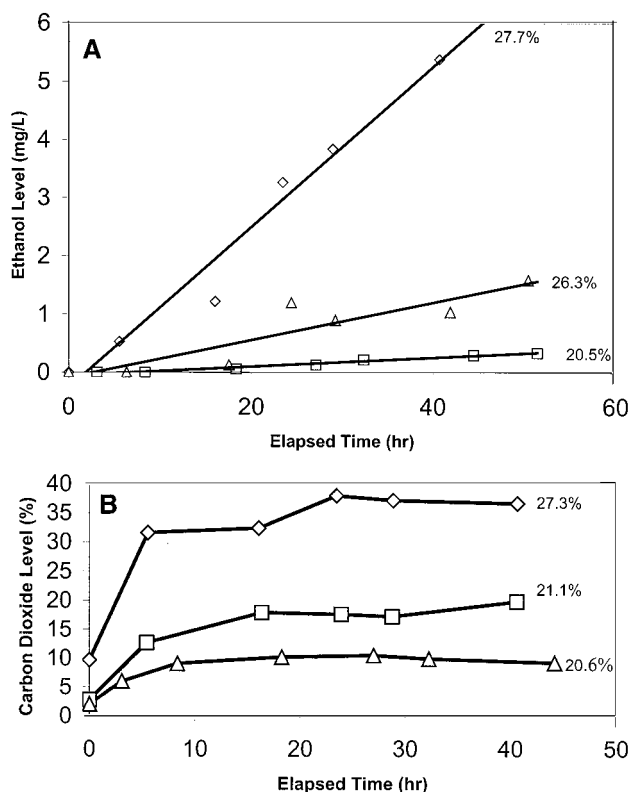 A
Ethanol Level (mg/L)
6
5
4
3
2
1
0
27.7%
26.3%
20.5%
0 20 40 60
Elapsed Time (hr)
B
Carbon Dioxide Level (%)
40
35
30
25
20
15
10
5
0
27.3%
21.1%
20.6%
0 10 20 30 40 50
Elapsed Time (hr)